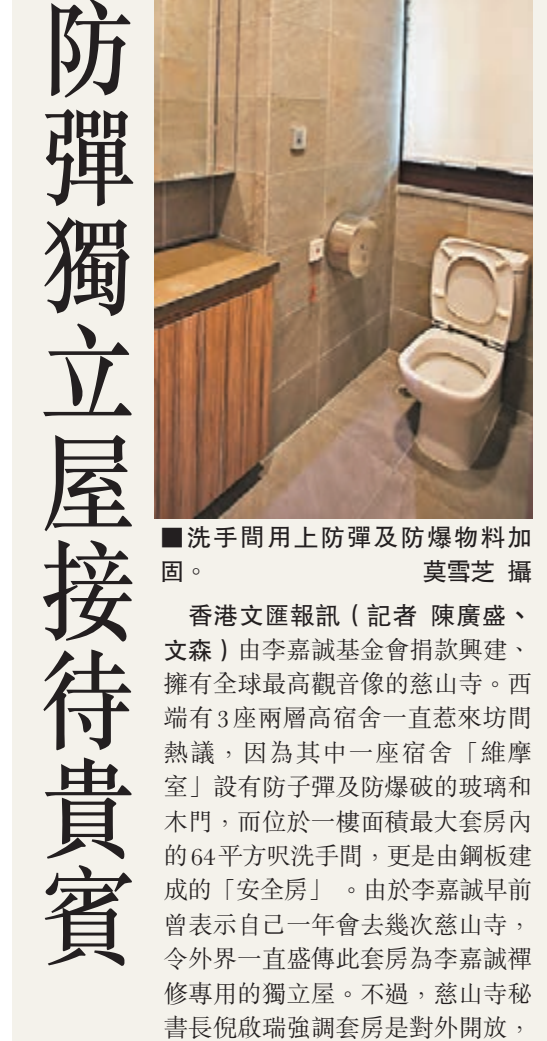 防彈獨立屋接待貴賓
■洗手間用上防彈及防爆物料加
固。 莫雪芝 攝
香港文匯報訊（記者 陳廣盛、
文森）由李嘉誠基金會捐款興建、
擁有全球最高觀音像的慈山寺。西
端有3座兩層高宿舍一直惹來坊間
熱議，因為其中一座宿舍「維摩
室」設有防子彈及防爆破的玻璃和
木門，而位於一樓面積最大套房內
的64平方呎洗手間，更是由鋼板建
成的「安全房」 。由於李嘉誠早前
曾表示自己一年會去幾次慈山寺，
令外界一直盛傳此套房為李嘉誠禪
修專用的獨立屋。不過，慈山寺秘
書長倪啟瑞強調套房是對外開放，